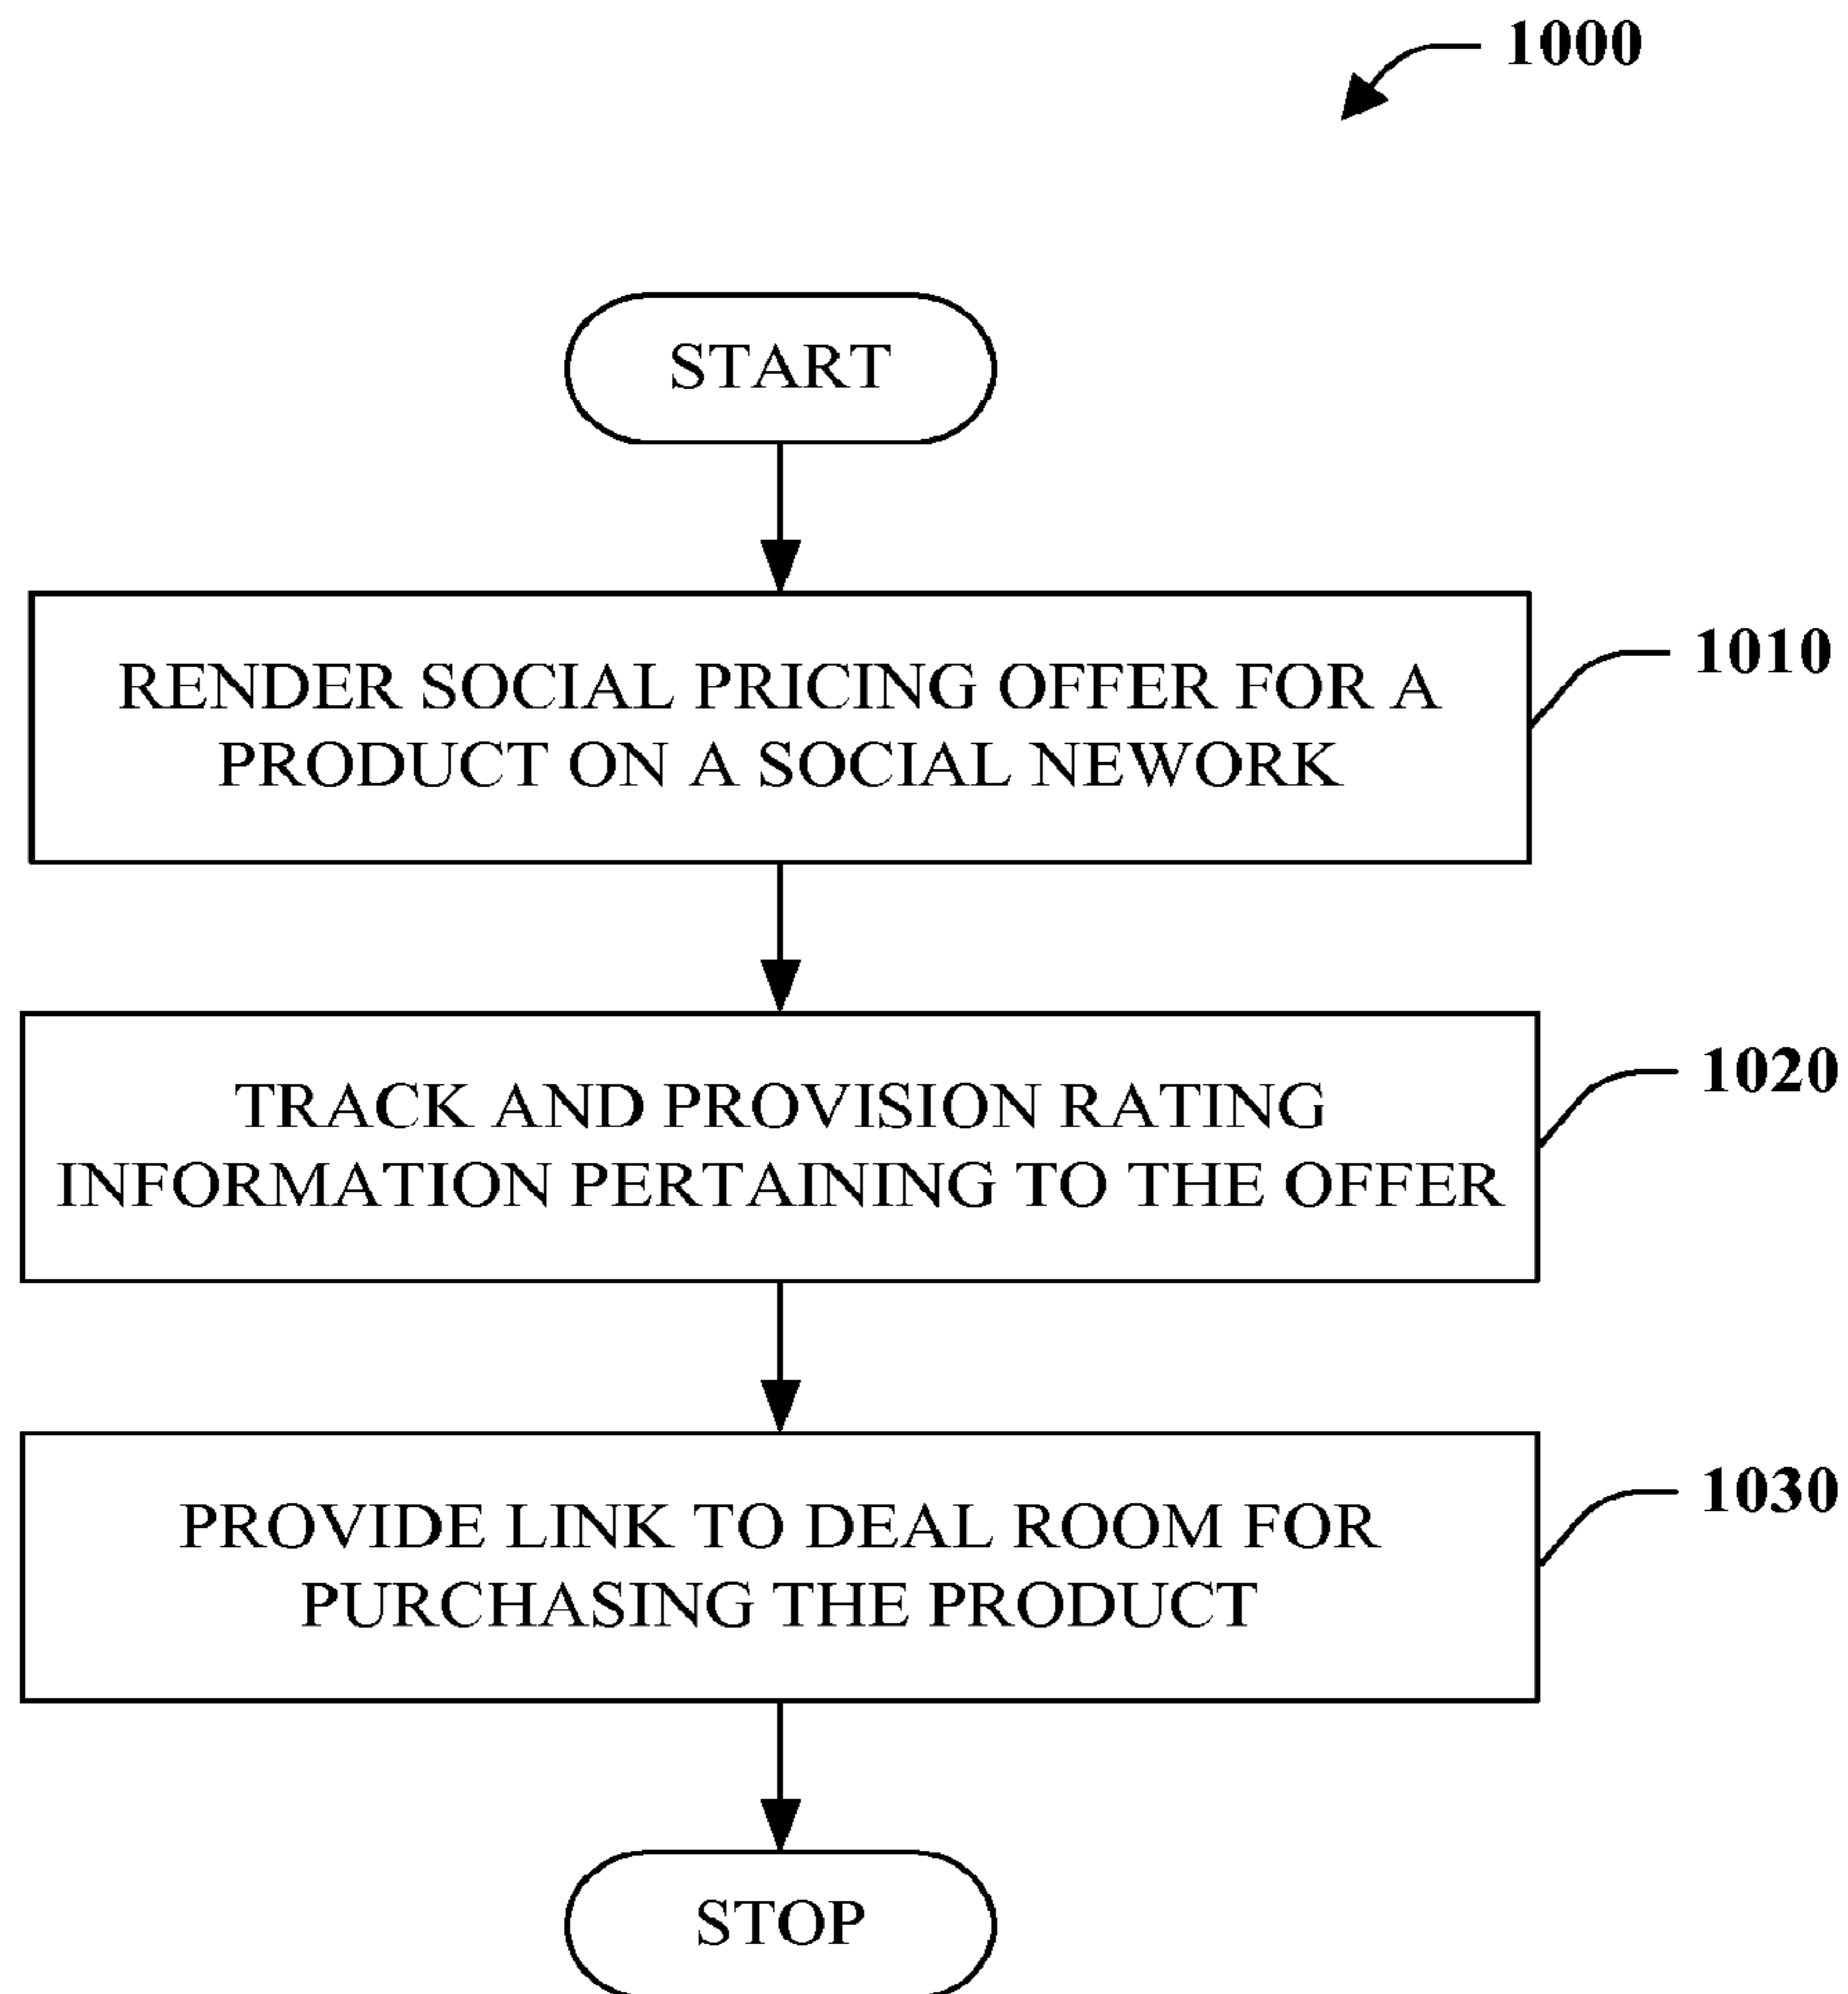 1000
START
RENDER SOCIAL PRICING OFFER FOR A
PRODUCT ON A SOCIAL NEWORK
1010
TRACK AND PROVISION RATING
INFORMATION PERTAINING TO THE OFFER
1020
PROVIDE LINK TO DEAL ROOM FOR
PURCHASING THE PRODUCT
1030
STOP